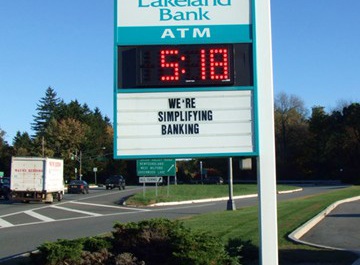 Lakeland
Bank
ATM
5:18
WE'RE
SIMPLIFYING
BANKING